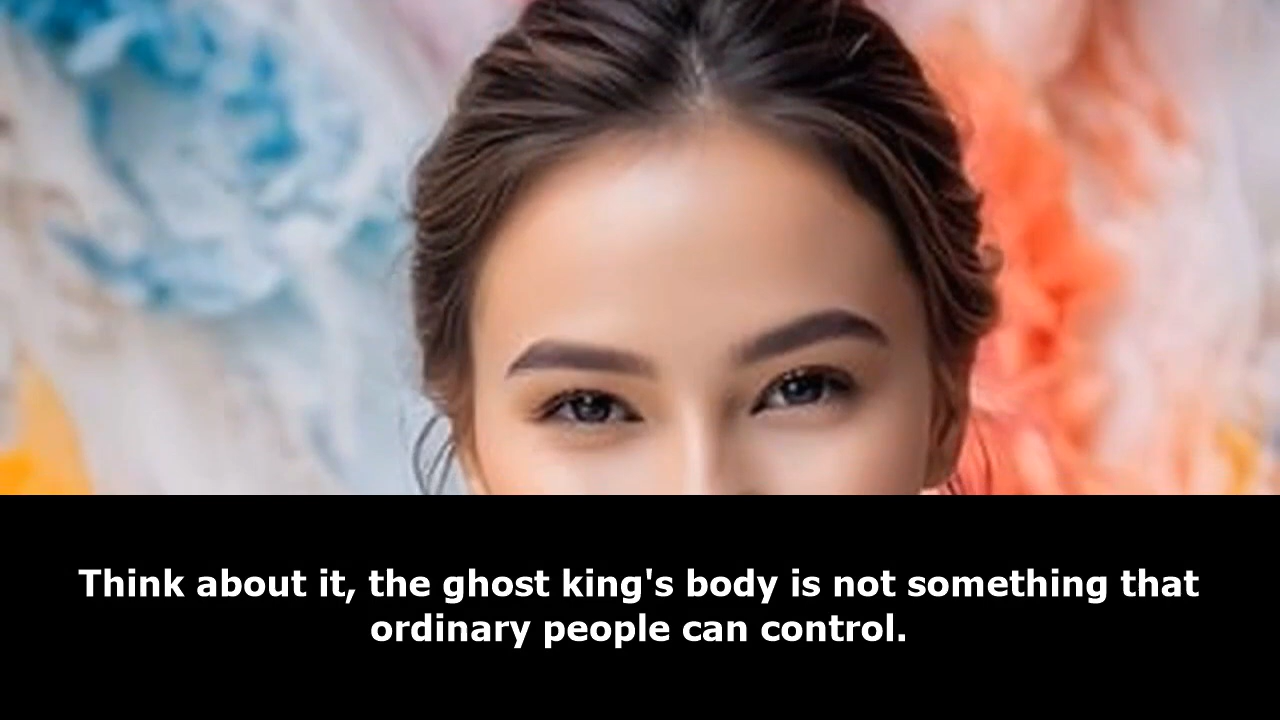 Think about it, the ghost king's body is not something that
ordinary people can control.